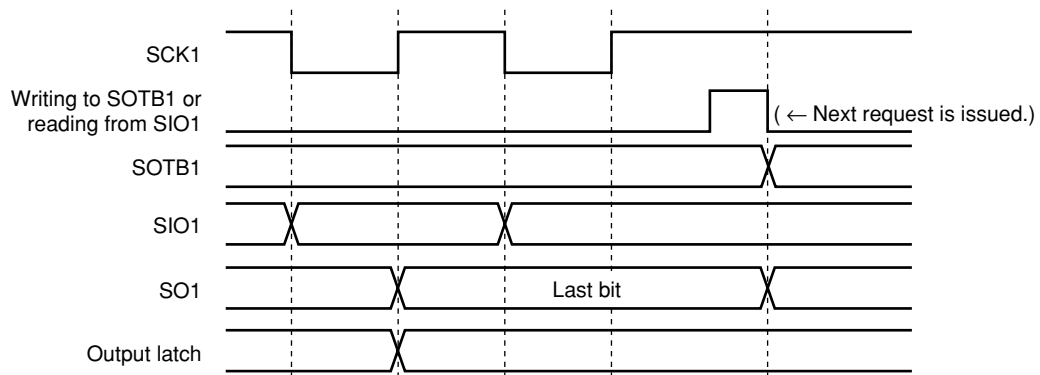 SCK1
Writing to SOTB1 or
reading from SIO1
( ← Next request is issued.)
SOTB1
SIO1
SO1
Last bit
Output latch